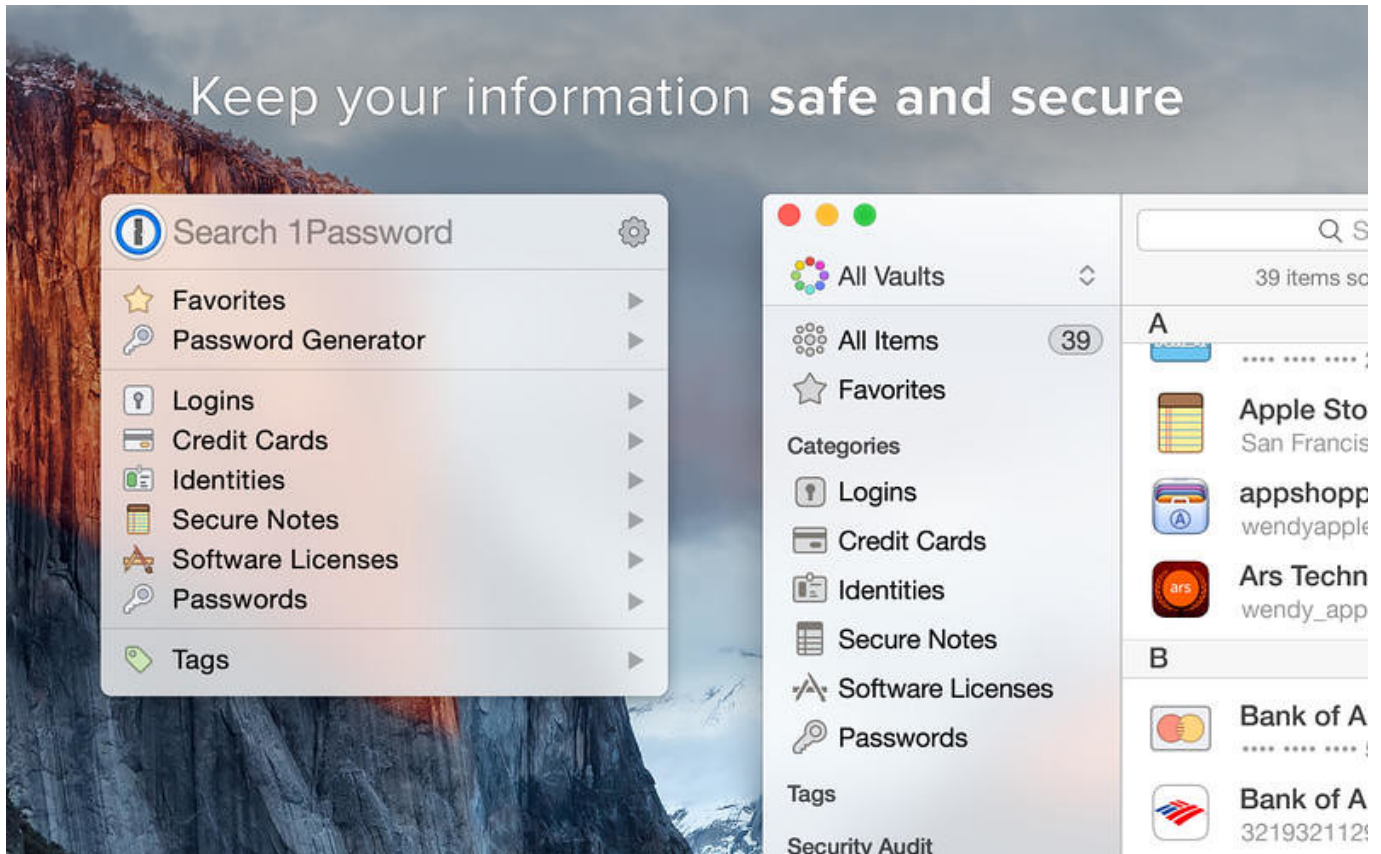 Keep your information safe and secure
Search 1Password
Favorites
Password Generator
Logins
Credit Cards
Identities
Secure Notes
Software Licenses
Passwords
Tags
All Vaults
All Items 39
Favorites
Categories
Logins
Credit Cards
Identities
Secure Notes
Software Licenses
Passwords
Tags
Security Audit
S
39 items so
A
•••• •••• ••••
Apple Sto
San Francis
appshopp
wendyapple
ars
Ars Techn
wendy_app
B
Bank of A
•••• •••• ••••
Bank of A
3219321129